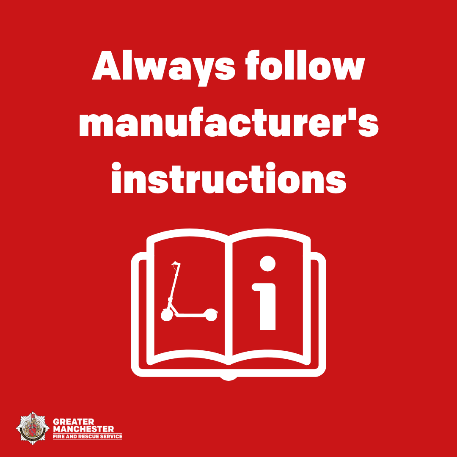 Always follow
manufacturer's
instructions
i
GREATER
MANCHESTER
FIRE AND RESCUE SERVICE